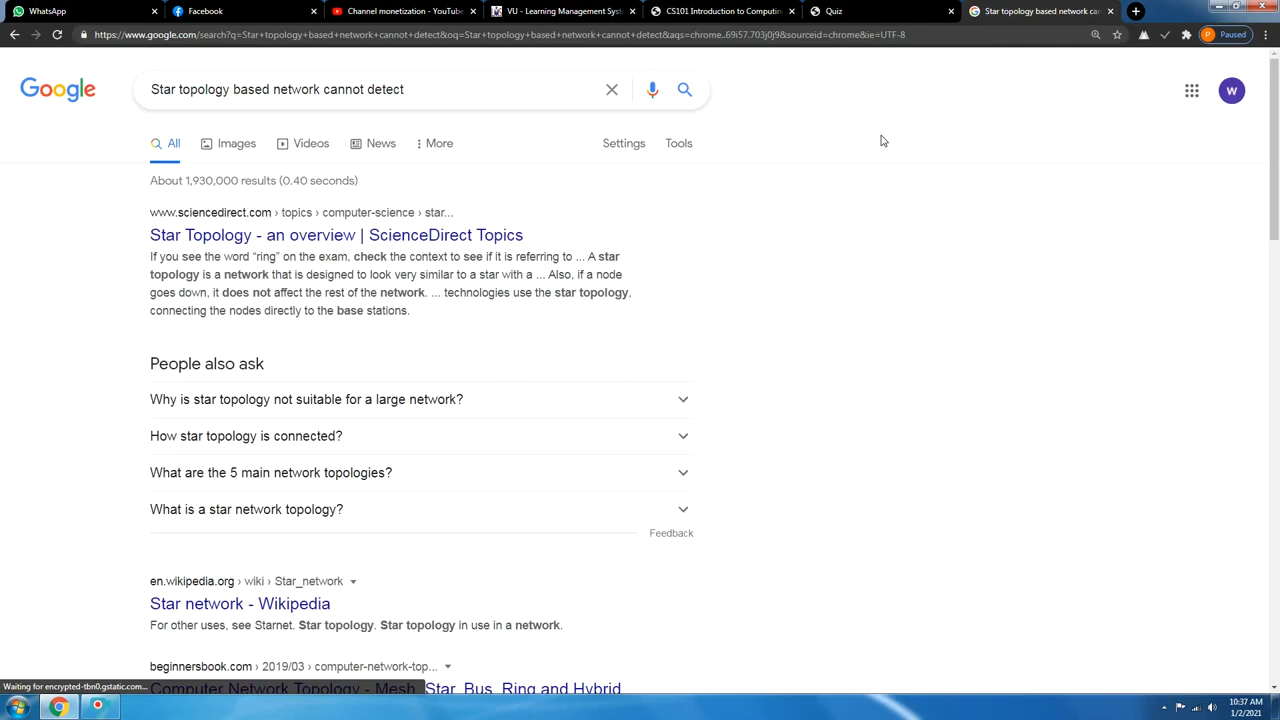 WhatsApp
Facebook
Channel monetization - YouTube
VU - Learning Management Sys
CS101 Introduction to Computin
Quiz
Star topology based network can
https://www.google.com/search?q=Star+topology+based+network+cannot+detect&oq=Star+topology+based+network+cannot+detect&aqs=chrome..69i57.703j0j9&sourceid=chrome&ie=UTF-8
P Paused
Google
Star topology based network cannot detect
w
All
Images
Videos
News
More
Settings
Tools
About 1,930,000 results (0.40 seconds)
www.sciencedirect.com › topics › computer-science › star...
Star Topology - an overview | ScienceDirect Topics
If you see the word “ring” on the exam, check the context to see if it is referring to ... A star
topology is a network that is designed to look very similar to a star with a ... Also, if a node
goes down, it does not affect the rest of the network. ... technologies use the star topology,
connecting the nodes directly to the base stations.
People also ask
Why is star topology not suitable for a large network?
How star topology is connected?
What are the 5 main network topologies?
What is a star network topology?
Feedback
en.wikipedia.org › wiki › Star_network
Star network - Wikipedia
For other uses, see Starnet. Star topology. Star topology in use in a network.
beginnersbook.com › 2019/03 › computer-network-top...
Computer Network Topology - Mesh, Star, Bus, Ring and Hybrid
Waiting for encrypted-tbn0.gstatic.com...
10:37 AM
1/2/2021